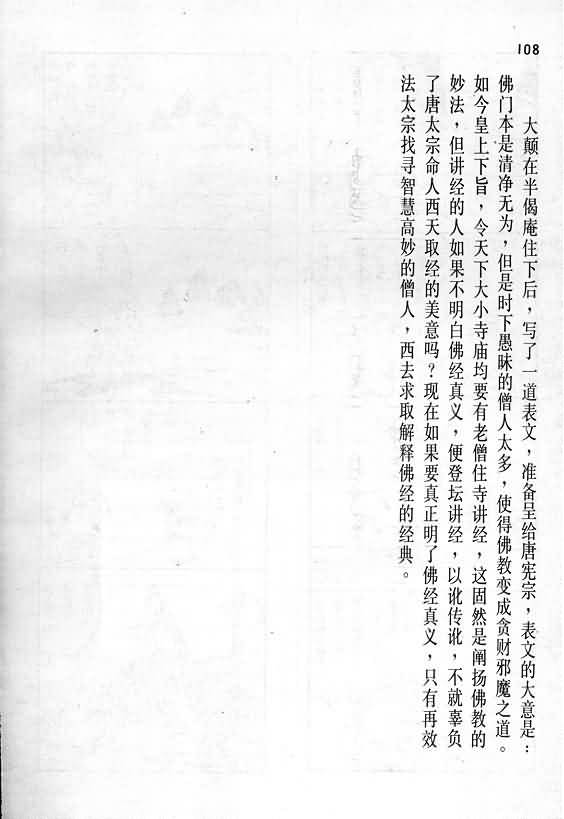 108
大颠在半偈庵住下后，写了一道表文，准备呈给唐宪宗，表文的大意是：
佛门本是清净无为，但是时下愚昧的僧人太多，使得佛教变成贪财邪魔之道。
如今皇上下旨，令天下大小寺庙均要有老僧住寺讲经，这固然是阐扬佛教的
妙法，但讲经的人如果不明白佛经真义，便登坛讲经，以讹传讹，不就辜负
了唐太宗命人西天取经的美意吗？现在如果要真正明了佛经真义，只有再效
法太宗找寻智慧高妙的僧人，西去求取解释佛经的经典。